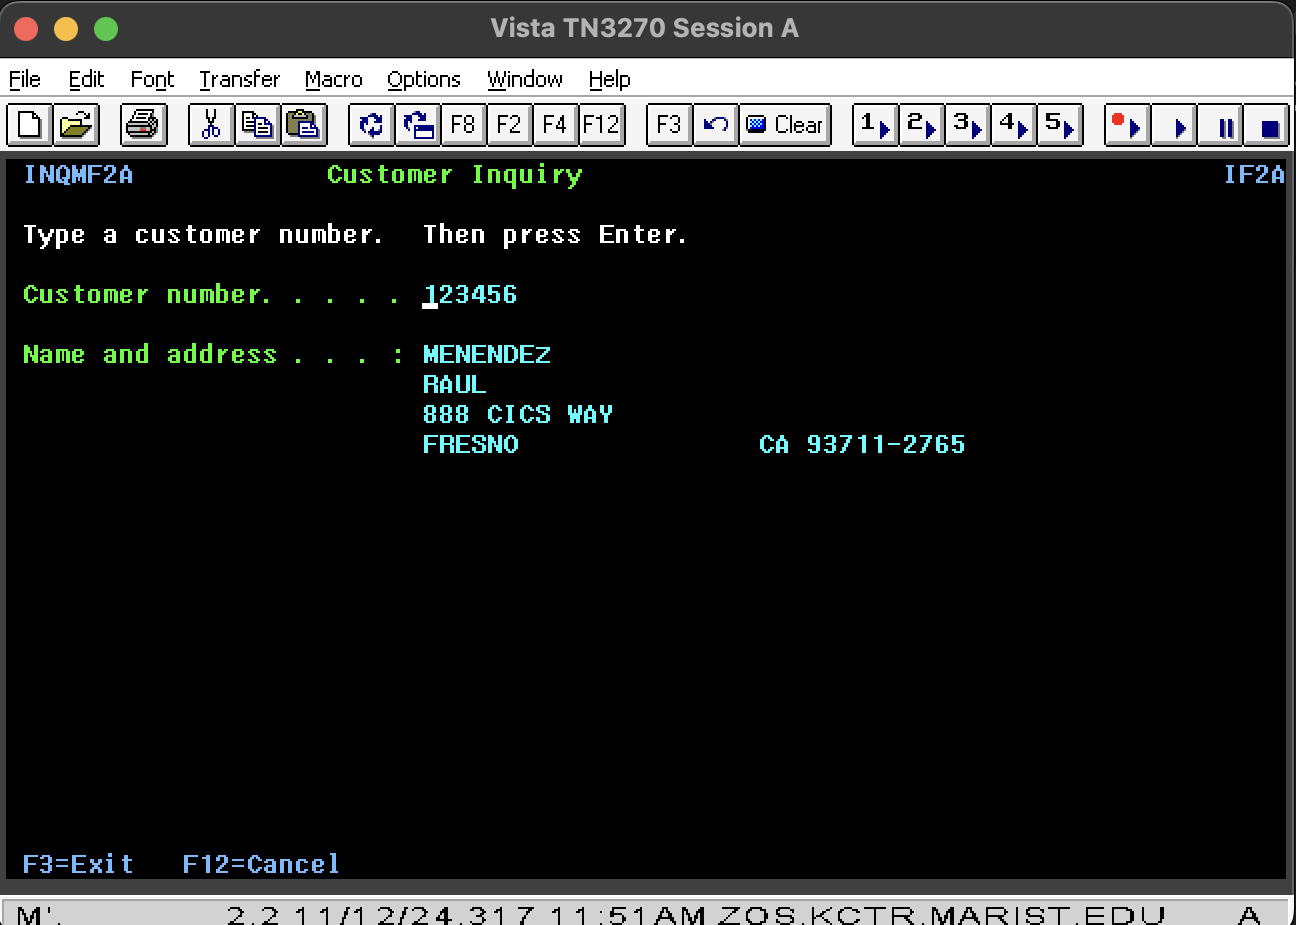 Vista TN3270 Session A
File Edit Font Transfer Macro Options Window Help
F8 F2 F4 F12 F3 Clear 1 2 3 4 5
INQMF2A Customer Inquiry IF2A
Type a customer number. Then press Enter.
Customer number. . . . . 123456
Name and address . . . : MENENDEZ
RAUL
888 CICS WAY
FRESNO CA 93711-2765
F3=Exit F12=Cancel
M'. 2.2 11/12/24.317 11:51AM ZOS.KCTR.MARIST.EDU A